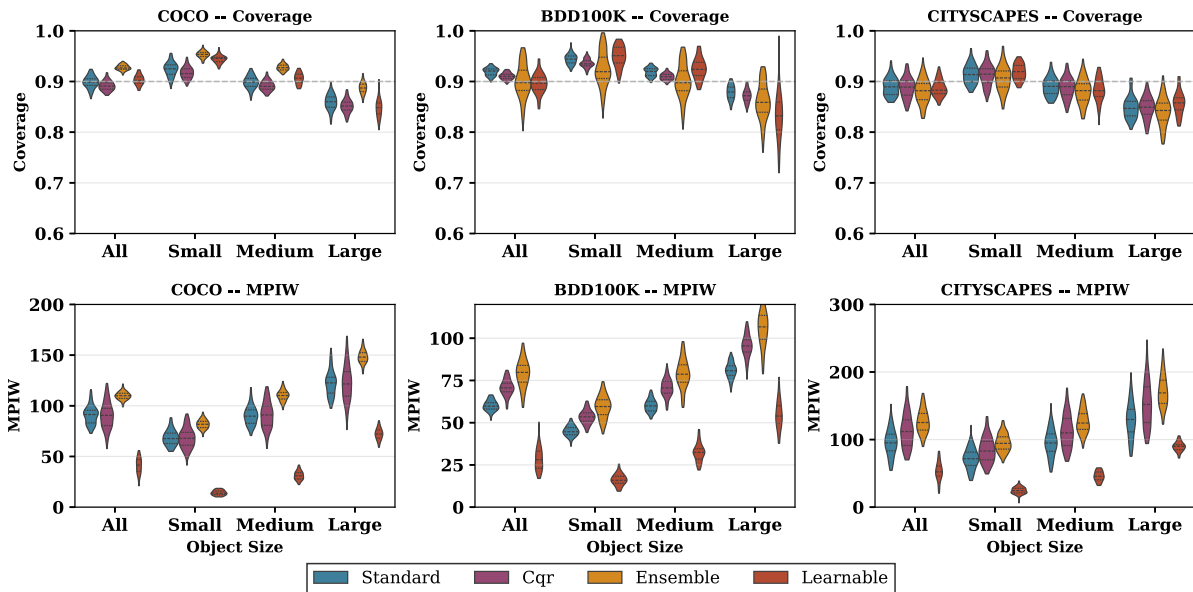 COCO -- Coverage
BDD100K -- Coverage
CITYSCAPES -- Coverage
Coverage
1.0
0.9
0.8
0.7
0.6
All Small Medium Large
Coverage
1.0
0.9
0.8
0.7
0.6
All Small Medium Large
Coverage
1.0
0.9
0.8
0.7
0.6
All Small Medium Large
COCO -- MPIW
BDD100K -- MPIW
CITYSCAPES -- MPIW
MPIW
200
150
100
50
0
All Small Medium Large
Object Size
MPIW
100
75
50
25
0
All Small Medium Large
Object Size
MPIW
300
200
100
0
All Small Medium Large
Object Size
Standard Cqr Ensemble Learnable